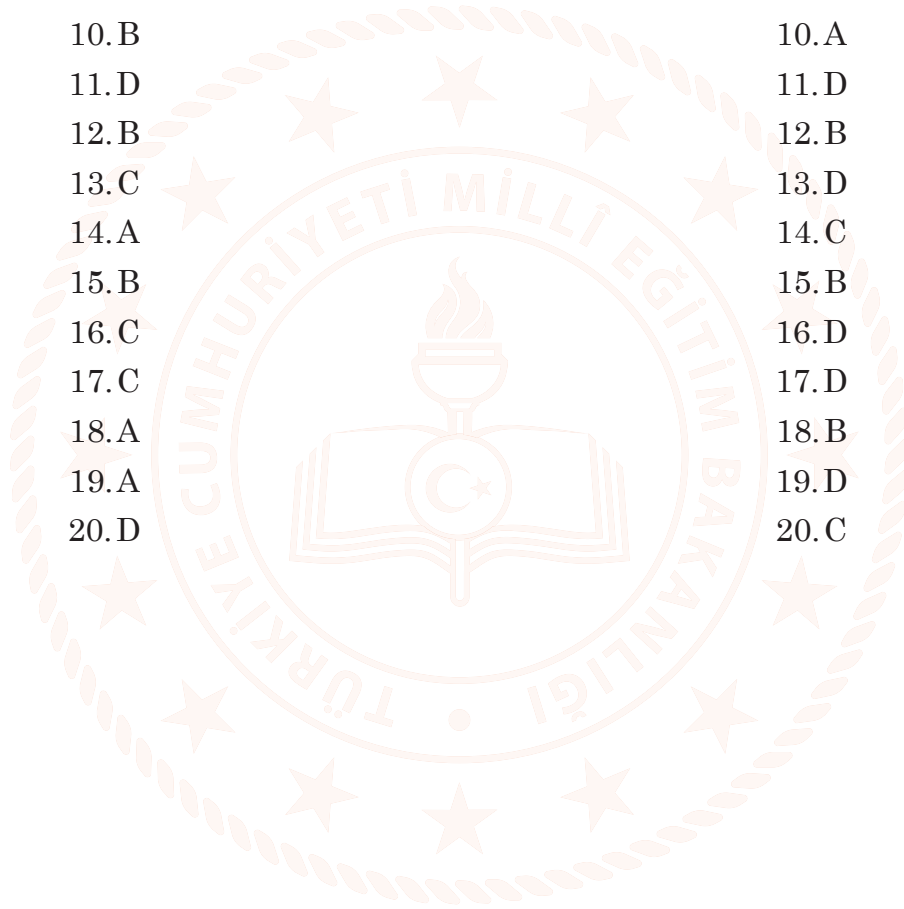 10. B
11. D
12. B
13. C
14. A
15. B
16. C
17. C
18. A
19. A
20. D
10. A
11. D
12. B
13. D
14. C
15. B
16. D
17. D
18. B
19. D
20. C
TÜRKİYE CUMHURİYETİ MİLLÎ EĞİTİM BAKANLIĞI